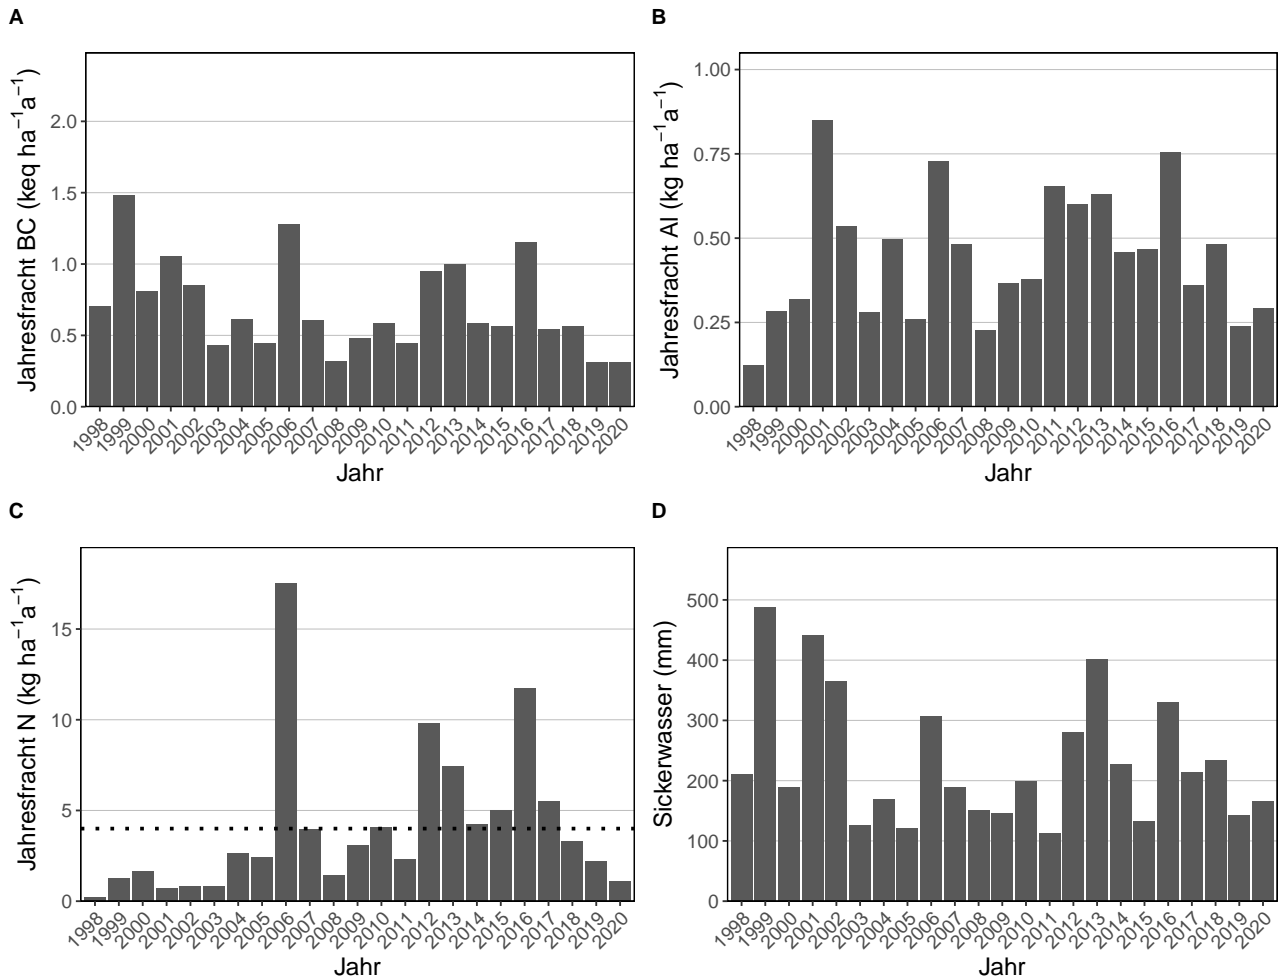 A
Jahresfracht BC (keq ha⁻¹a⁻¹)
2.0
1.5
1.0
0.5
0.0
1998 1999 2000 2001 2002 2003 2004 2005 2006 2007 2008 2009 2010 2011 2012 2013 2014 2015 2016 2017 2018 2019 2020
Jahr
B
Jahresfracht Al (kg ha⁻¹a⁻¹)
1.00
0.75
0.50
0.25
0.00
1998 1999 2000 2001 2002 2003 2004 2005 2006 2007 2008 2009 2010 2011 2012 2013 2014 2015 2016 2017 2018 2019 2020
Jahr
C
Jahresfracht N (kg ha⁻¹a⁻¹)
15
10
5
0
1998 1999 2000 2001 2002 2003 2004 2005 2006 2007 2008 2009 2010 2011 2012 2013 2014 2015 2016 2017 2018 2019 2020
Jahr
D
Sickerwasser (mm)
500
400
300
200
100
0
1998 1999 2000 2001 2002 2003 2004 2005 2006 2007 2008 2009 2010 2011 2012 2013 2014 2015 2016 2017 2018 2019 2020
Jahr